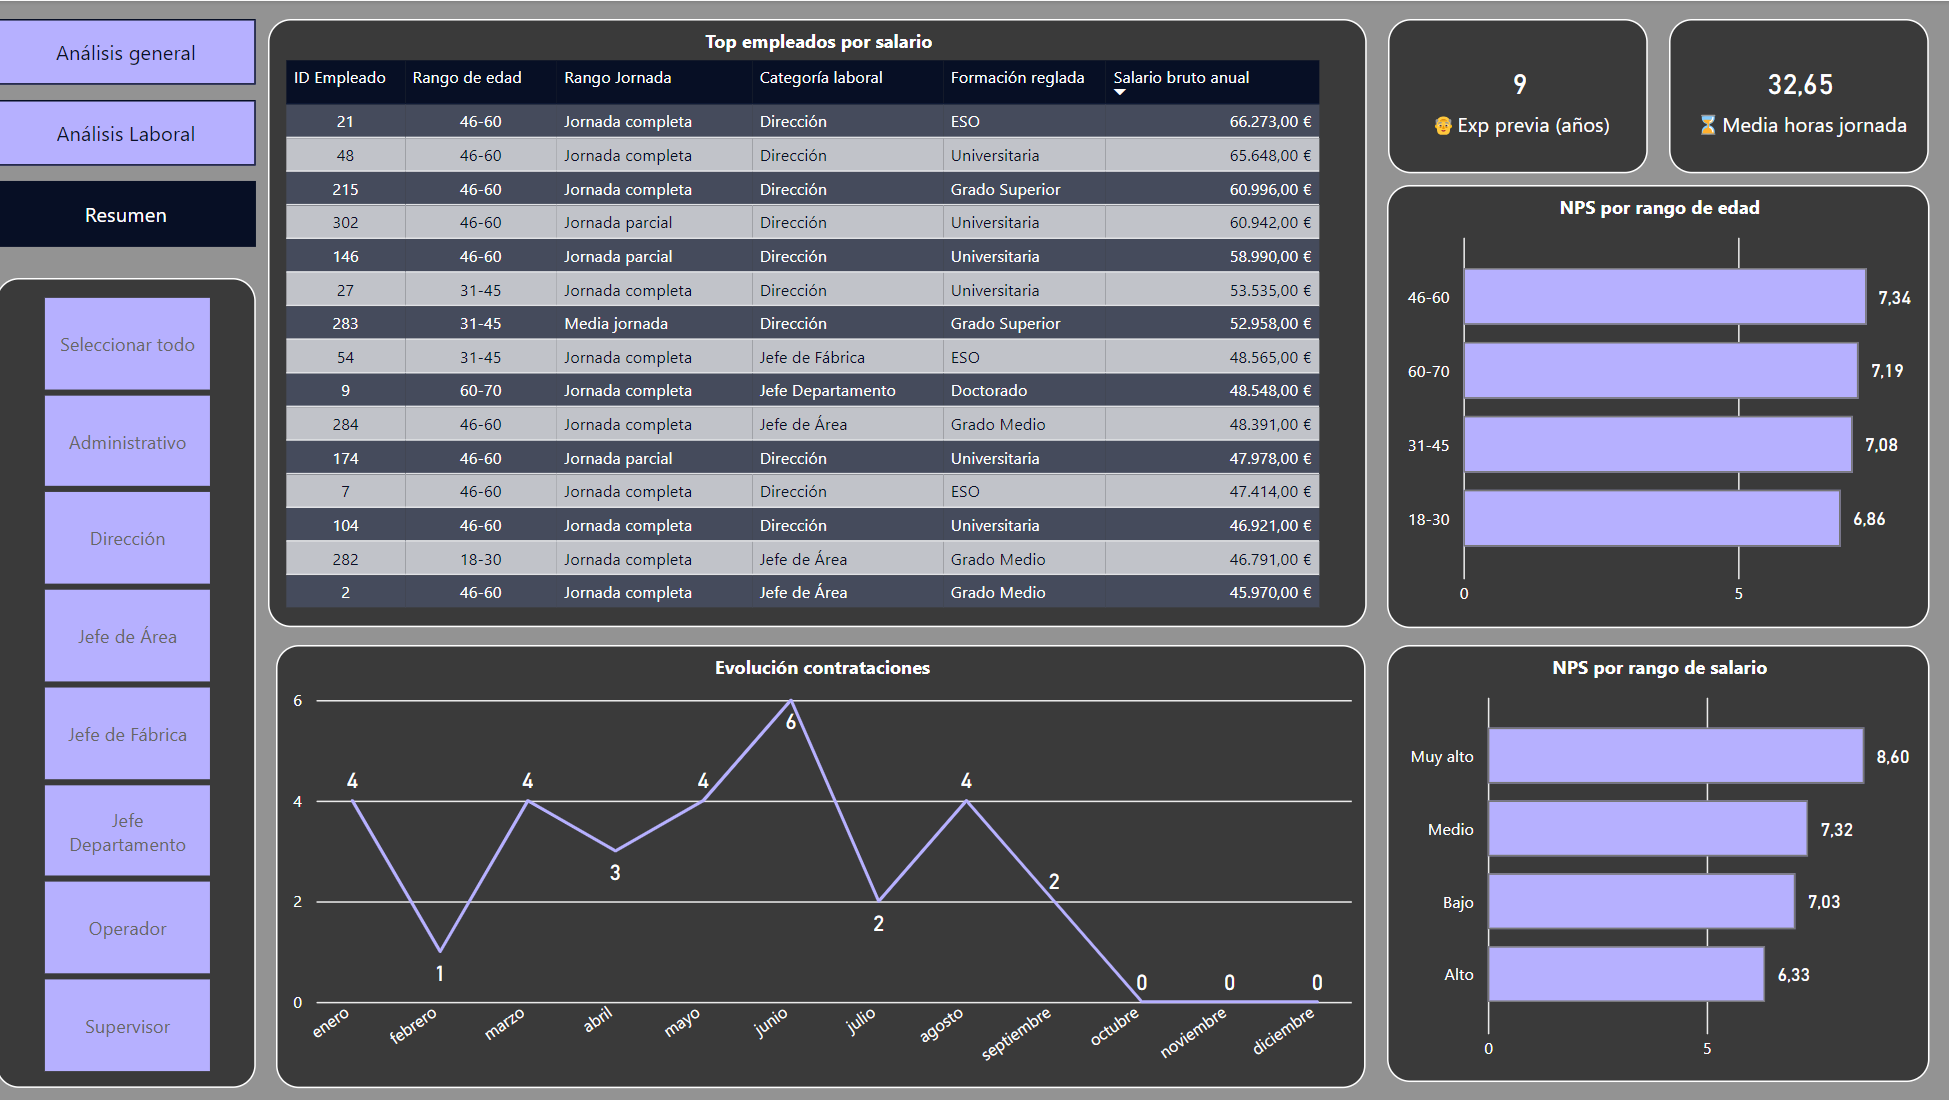 Análisis general
Análisis Laboral
Resumen
Seleccionar todo
Administrativo
Dirección
Jefe de Área
Jefe de Fábrica
Jefe
Departamento
Operador
Supervisor
Top empleados por salario
ID Empleado Rango de edad Rango Jornada Categoría laboral Formación reglada Salario bruto anual
21 46-60 Jornada completa Dirección ESO 66.273,00 €
48 46-60 Jornada completa Dirección Universitaria 65.648,00 €
215 46-60 Jornada completa Dirección Grado Superior 60.996,00 €
302 46-60 Jornada parcial Dirección Universitaria 60.942,00 €
146 46-60 Jornada parcial Dirección Universitaria 58.990,00 €
27 31-45 Jornada completa Dirección Universitaria 53.535,00 €
283 31-45 Media jornada Dirección Grado Superior 52.958,00 €
54 31-45 Jornada completa Jefe de Fábrica ESO 48.565,00 €
9 60-70 Jornada completa Jefe Departamento Doctorado 48.548,00 €
284 46-60 Jornada completa Jefe de Área Grado Medio 48.391,00 €
174 46-60 Jornada parcial Dirección Universitaria 47.978,00 €
7 46-60 Jornada completa Dirección ESO 47.414,00 €
104 46-60 Jornada completa Dirección Universitaria 46.921,00 €
282 18-30 Jornada completa Jefe de Área Grado Medio 46.791,00 €
2 46-60 Jornada completa Jefe de Área Grado Medio 45.970,00 €
9
Exp previa (años)
32,65
Media horas jornada
NPS por rango de edad
46-60 7,34
60-70 7,19
31-45 7,08
18-30 6,86
0 5
Evolución contrataciones
6
4
2
0
4 1 4 3 4 6 2 4 2 0 0 0
enero febrero marzo abril mayo junio julio agosto septiembre octubre noviembre diciembre
NPS por rango de salario
Muy alto 8,60
Medio 7,32
Bajo 7,03
Alto 6,33
0 5